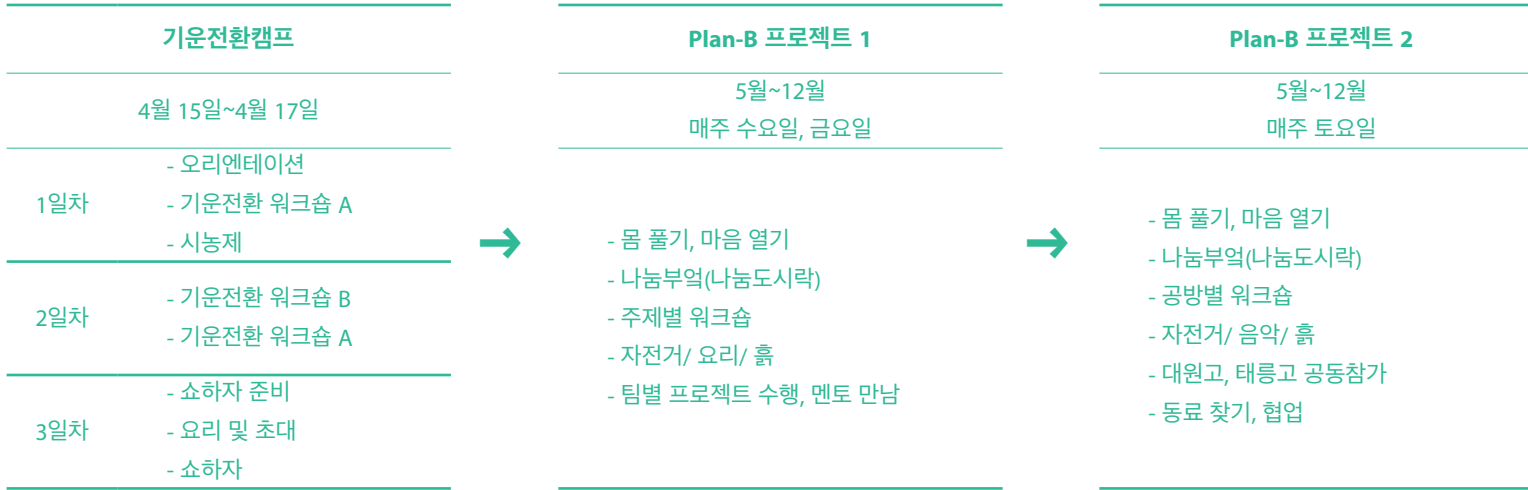 기운전환캠프
4월 15일~4월 17일
1일차
- 오리엔테이션
- 기운전환 워크숍 A
- 시농제
2일차
- 기운전환 워크숍 B
- 기운전환 워크숍 A
3일차
- 쇼하자 준비
- 요리 및 초대
- 쇼하자
→
Plan-B 프로젝트 1
5월~12월
매주 수요일, 금요일
- 몸 풀기, 마음 열기
- 나눔부엌(나눔도시락)
- 주제별 워크숍
- 자전거/ 요리/ 흙
- 팀별 프로젝트 수행, 멘토 만남
→
Plan-B 프로젝트 2
5월~12월
매주 토요일
- 몸 풀기, 마음 열기
- 나눔부엌(나눔도시락)
- 공방별 워크숍
- 자전거/ 음악/ 흙
- 대원고, 태릉고 공동참가
- 동료 찾기, 협업